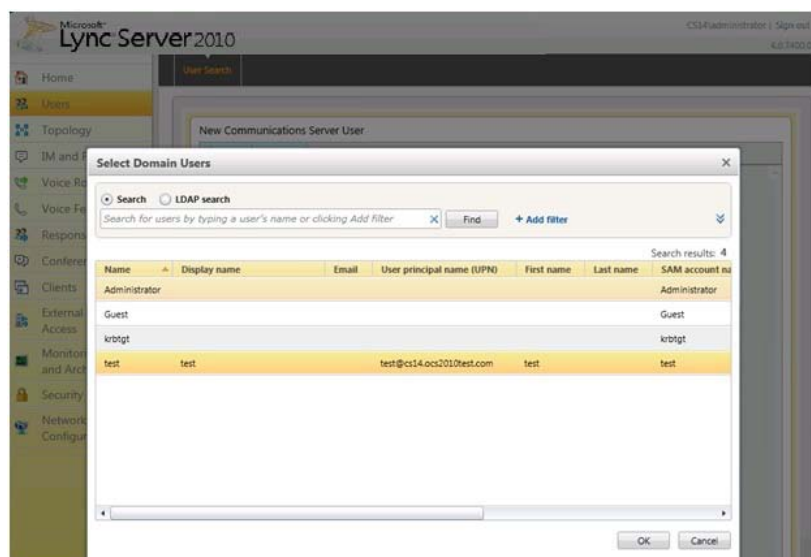 Microsoft
Lync Server 2010
CS14\administrator | Sign out
User Search
Home
Users
Topology
IM and P
Voice Ro
Voice Fe
Respons
Conferen
Clients
External
Access
Monitori
and Arch
Security
Network
Configur
New Communications Server User
Select Domain Users
Search LDAP search
Search for users by typing a user's name or clicking Add filter
Find
+ Add filter
Search results: 4
Name Display name Email User principal name (UPN) First name Last name SAM account na
Administrator Administrator
Guest Guest
krbtgt krbtgt
test test test@cs14.ocs2010test.com test test
OK Cancel